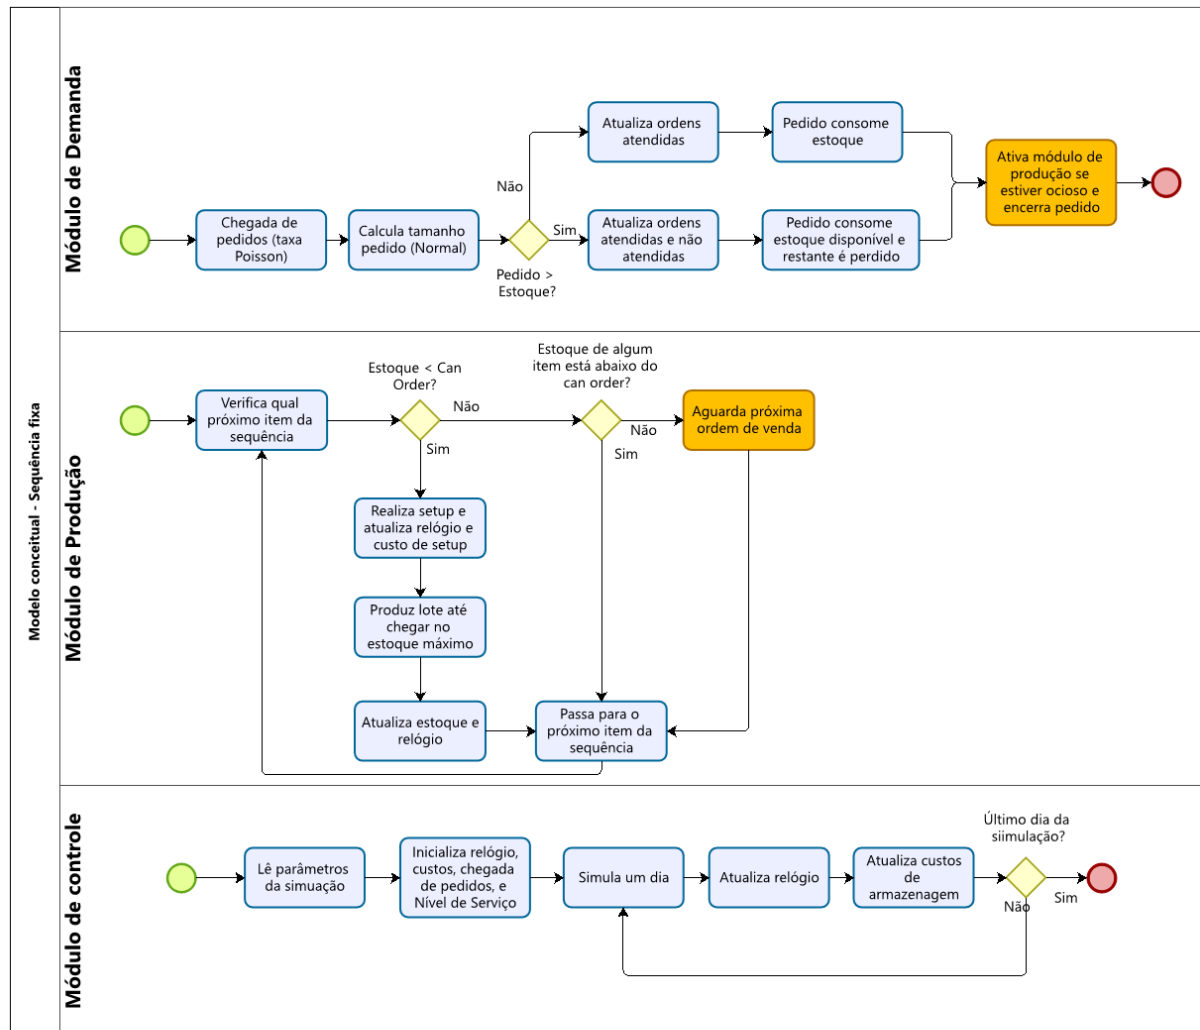 Modelo conceitual - Sequência fixa
Módulo de Demanda
Chegada de
pedidos (taxa
Poisson)
Calcula tamanho
pedido (Normal)
Pedido >
Estoque?
Não
Sim
Atualiza ordens
atendidas
Pedido consome
estoque
Atualiza ordens
atendidas e não
atendidas
Pedido consome
estoque disponível e
restante é perdido
Ativa módulo de
produção se
estiver ocioso e
encerra pedido
Módulo de Produção
Verifica qual
próximo item da
sequência
Estoque < Can
Order?
Não
Sim
Estoque de algum
item está abaixo do
can order?
Não
Sim
Aguarda próxima
ordem de venda
Realiza setup e
atualiza relógio e
custo de setup
Produz lote até
chegar no
estoque máximo
Atualiza estoque e
relógio
Passa para o
próximo item da
sequência
Módulo de controle
Lê parâmetros
da simuação
Inicializa relógio,
custos, chegada
de pedidos, e
Nível de Serviço
Simula um dia
Atualiza relógio
Atualiza custos
de
armazenagem
Último dia da
siimulação?
Não
Sim